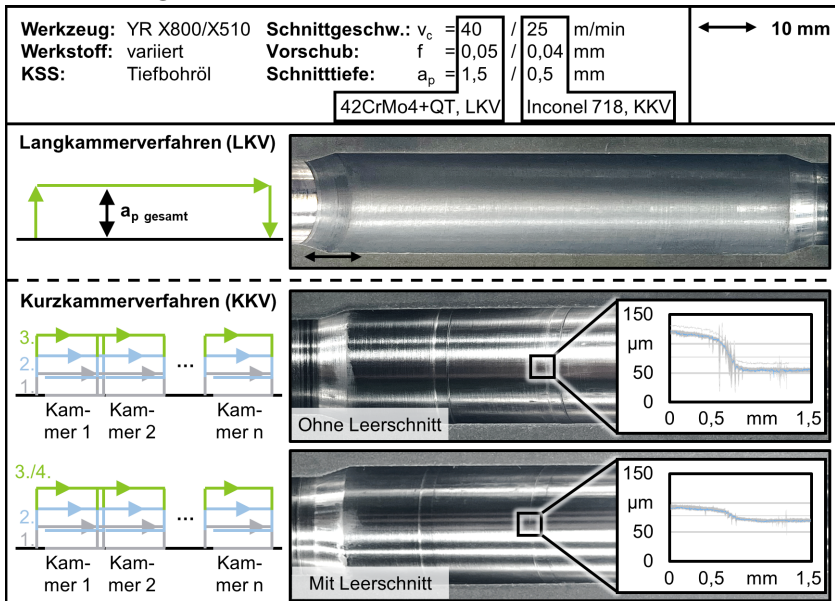 Werkzeug: YR X800/X510 Schnittgeschw.: vc = 40 / 25 m/min
Werkstoff: variiert Vorschub: f = 0,05 / 0,04 mm
KSS: Tiefbohröl Schnitttiefe: ap = 1,5 / 0,5 mm
42CrMo4+QT, LKV Inconel 718, KKV
10 mm
Langkammerverfahren (LKV)
ap gesamt
Kurzkammerverfahren (KKV)
3.
2.
1.
...
Kam-
mer 1
Kam-
mer 2
Kam-
mer n
Ohne Leerschnitt
150
µm
50
0
0 0,5 mm 1,5
3./4.
2.
1.
...
Kam-
mer 1
Kam-
mer 2
Kam-
mer n
Mit Leerschnitt
150
µm
50
0
0 0,5 mm 1,5